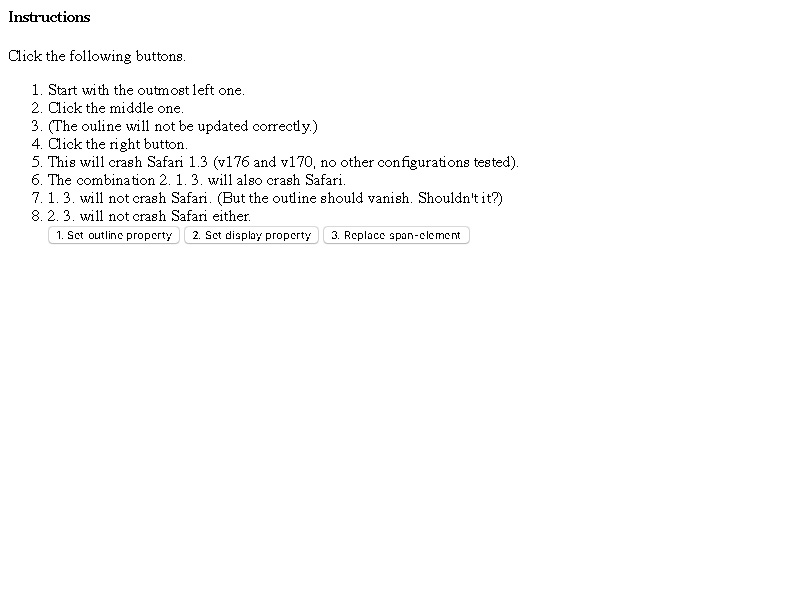 Instructions
Click the following buttons.
1. Start with the outmost left one.
2. Click the middle one.
3. (The ouline will not be updated correctly.)
4. Click the right button.
5. This will crash Safari 1.3 (v176 and v170, no other configurations tested).
6. The combination 2. 1. 3. will also crash Safari.
7. 1. 3. will not crash Safari. (But the outline should vanish. Shouldn't it?)
8. 2. 3. will not crash Safari either.
1. Set outline property 2. Set display property 3. Replace span-element